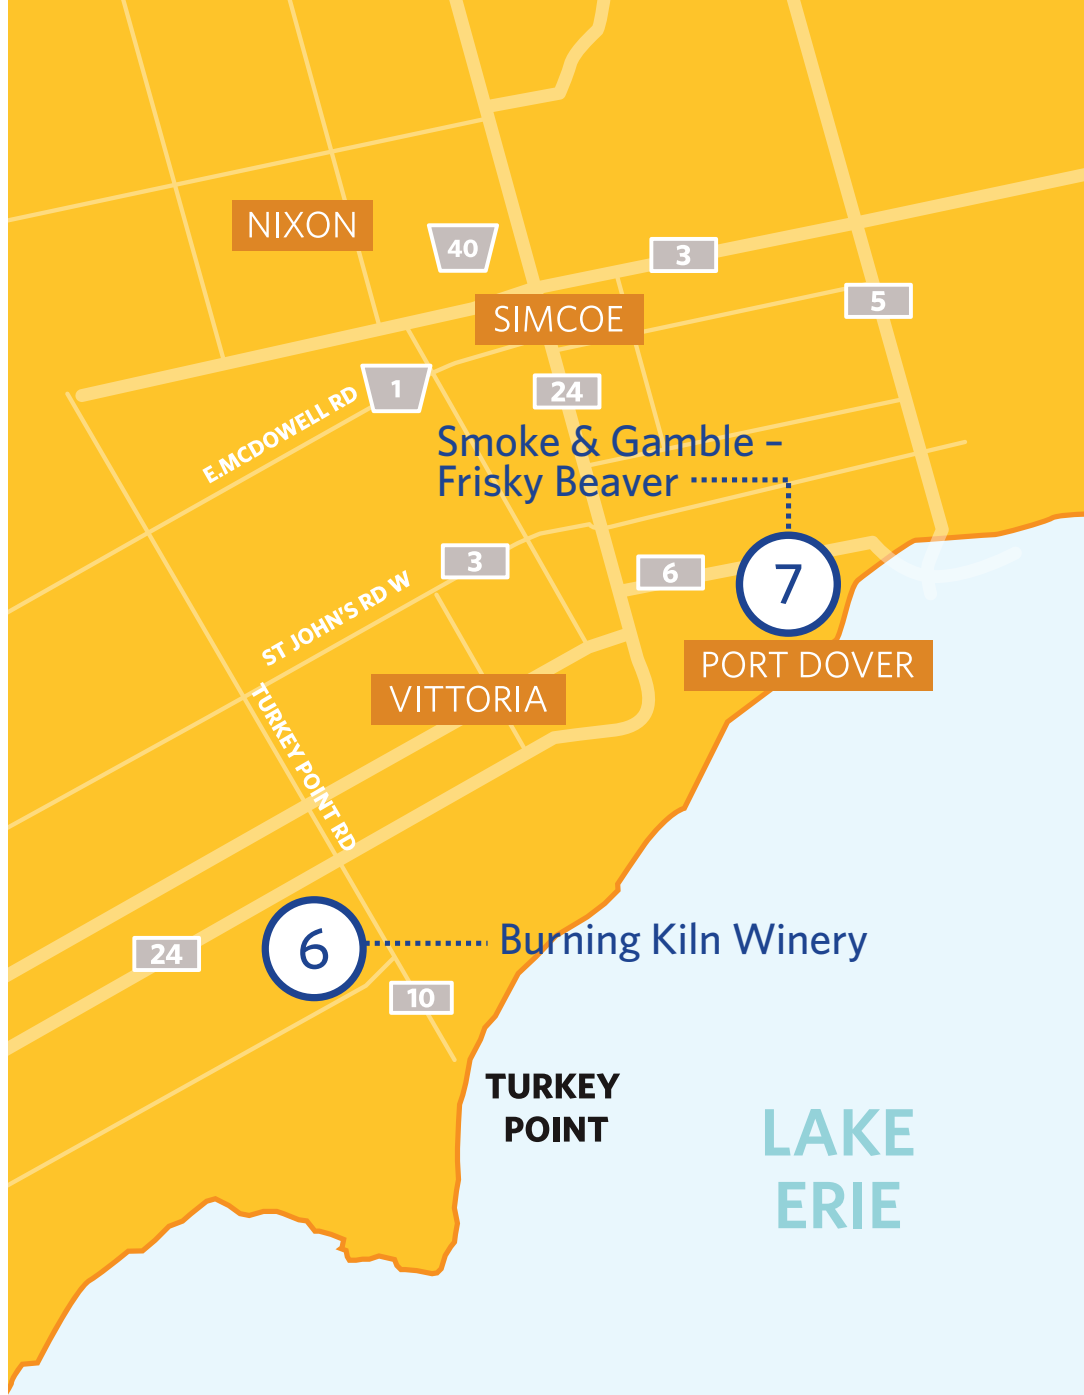 NIXON
40
3
5
SIMCOE
1
24
E.MCDOWELL RD
Smoke & Gamble –
Frisky Beaver
3
6
7
ST JOHN'S RD W
PORT DOVER
VITTORIA
TURKEY POINT RD
6
Burning Kiln Winery
24
10
TURKEY
POINT
LAKE
ERIE